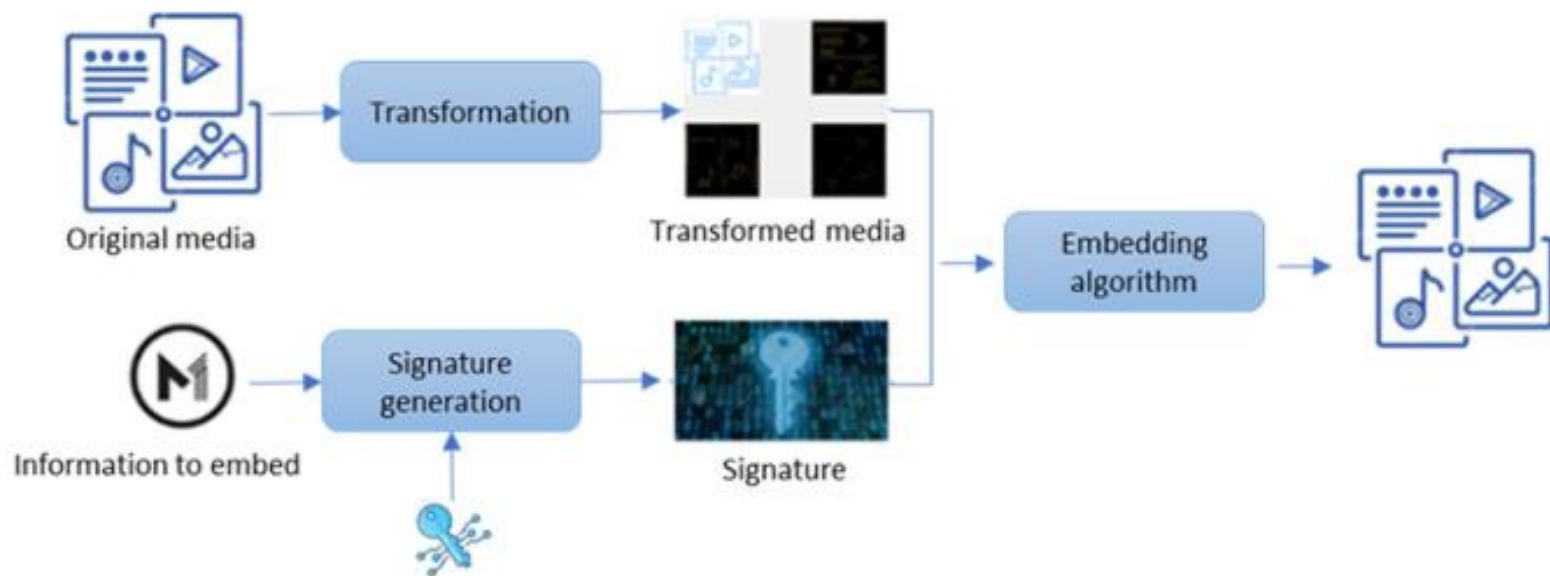 Original media
Transformation
Transformed media
Embedding
algorithm
Information to embed
Signature
generation
Signature